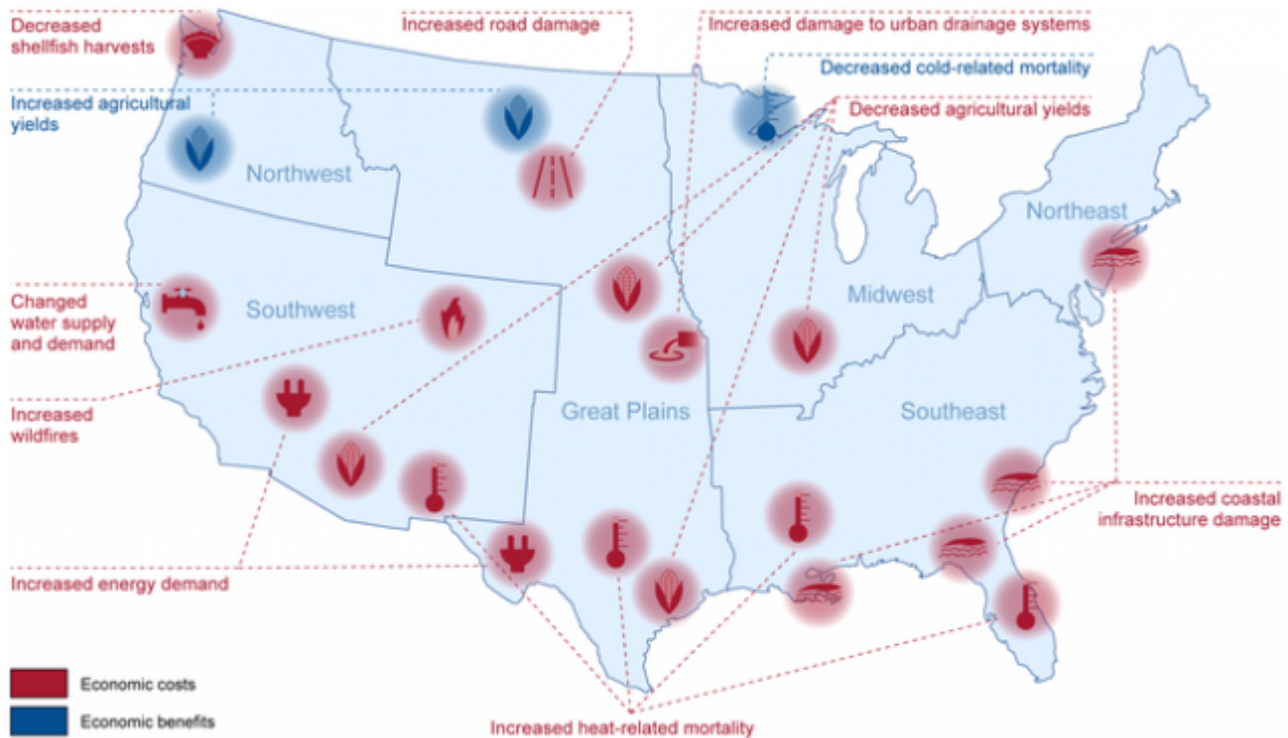 Decreased
shellfish harvests
Increased road damage
Increased damage to urban drainage systems
Decreased cold-related mortality
Increased agricultural
yields
Decreased agricultural yields
Northwest
Northeast
Changed
water supply
and demand
Southwest
Midwest
Increased
wildfires
Great Plains
Southeast
Increased coastal
infrastructure damage
Increased energy demand
Economic costs
Economic benefits
Increased heat-related mortality